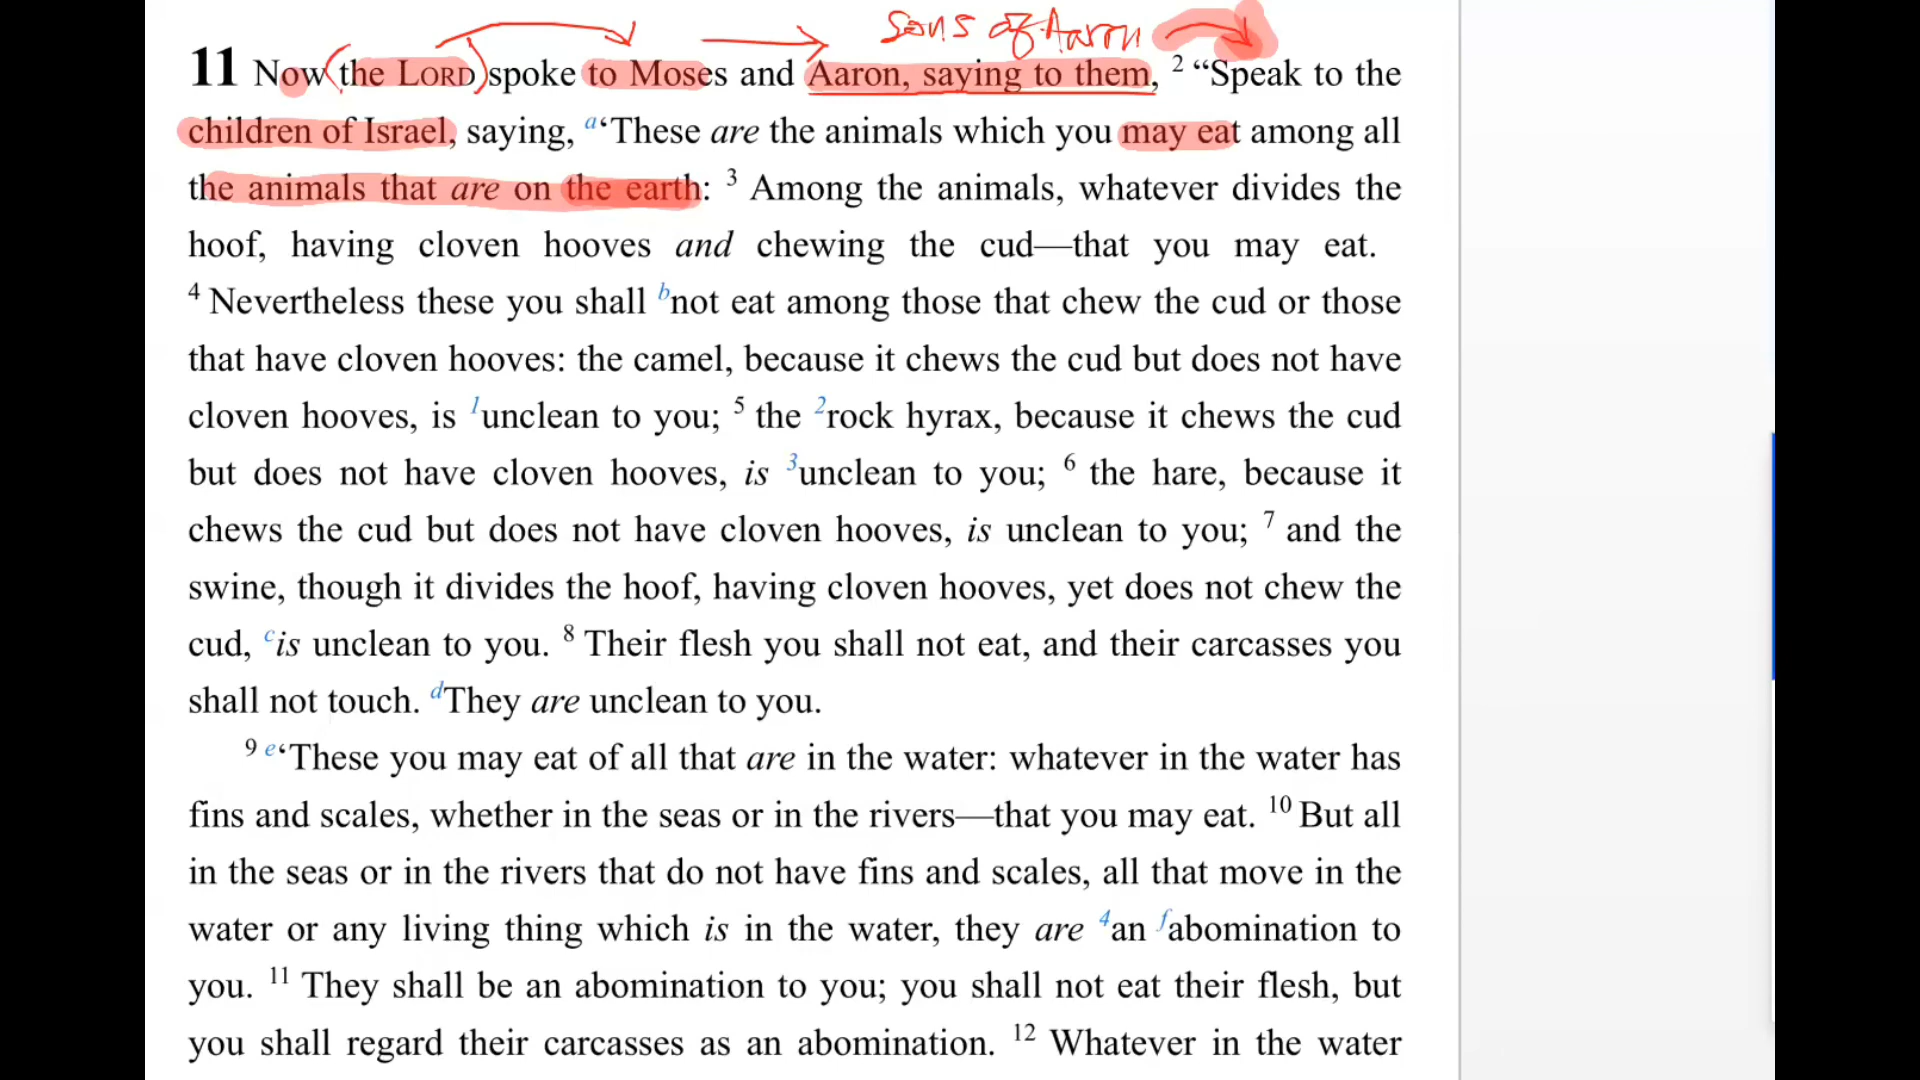 Sons of Aaron
11 Now (the LORD) spoke to Moses and Aaron, saying to them, 2 “Speak to the
children of Israel, saying, a‘These are the animals which you may eat among all
the animals that are on the earth: 3 Among the animals, whatever divides the
hoof, having cloven hooves and chewing the cud—that you may eat.
4 Nevertheless these you shall bnot eat among those that chew the cud or those
that have cloven hooves: the camel, because it chews the cud but does not have
cloven hooves, is 1unclean to you; 5 the 2rock hyrax, because it chews the cud
but does not have cloven hooves, is 3unclean to you; 6 the hare, because it
chews the cud but does not have cloven hooves, is unclean to you; 7 and the
swine, though it divides the hoof, having cloven hooves, yet does not chew the
cud, cis unclean to you. 8 Their flesh you shall not eat, and their carcasses you
shall not touch. dThey are unclean to you.
9 e‘These you may eat of all that are in the water: whatever in the water has
fins and scales, whether in the seas or in the rivers—that you may eat. 10 But all
in the seas or in the rivers that do not have fins and scales, all that move in the
water or any living thing which is in the water, they are 4an fabomination to
you. 11 They shall be an abomination to you; you shall not eat their flesh, but
you shall regard their carcasses as an abomination. 12 Whatever in the water